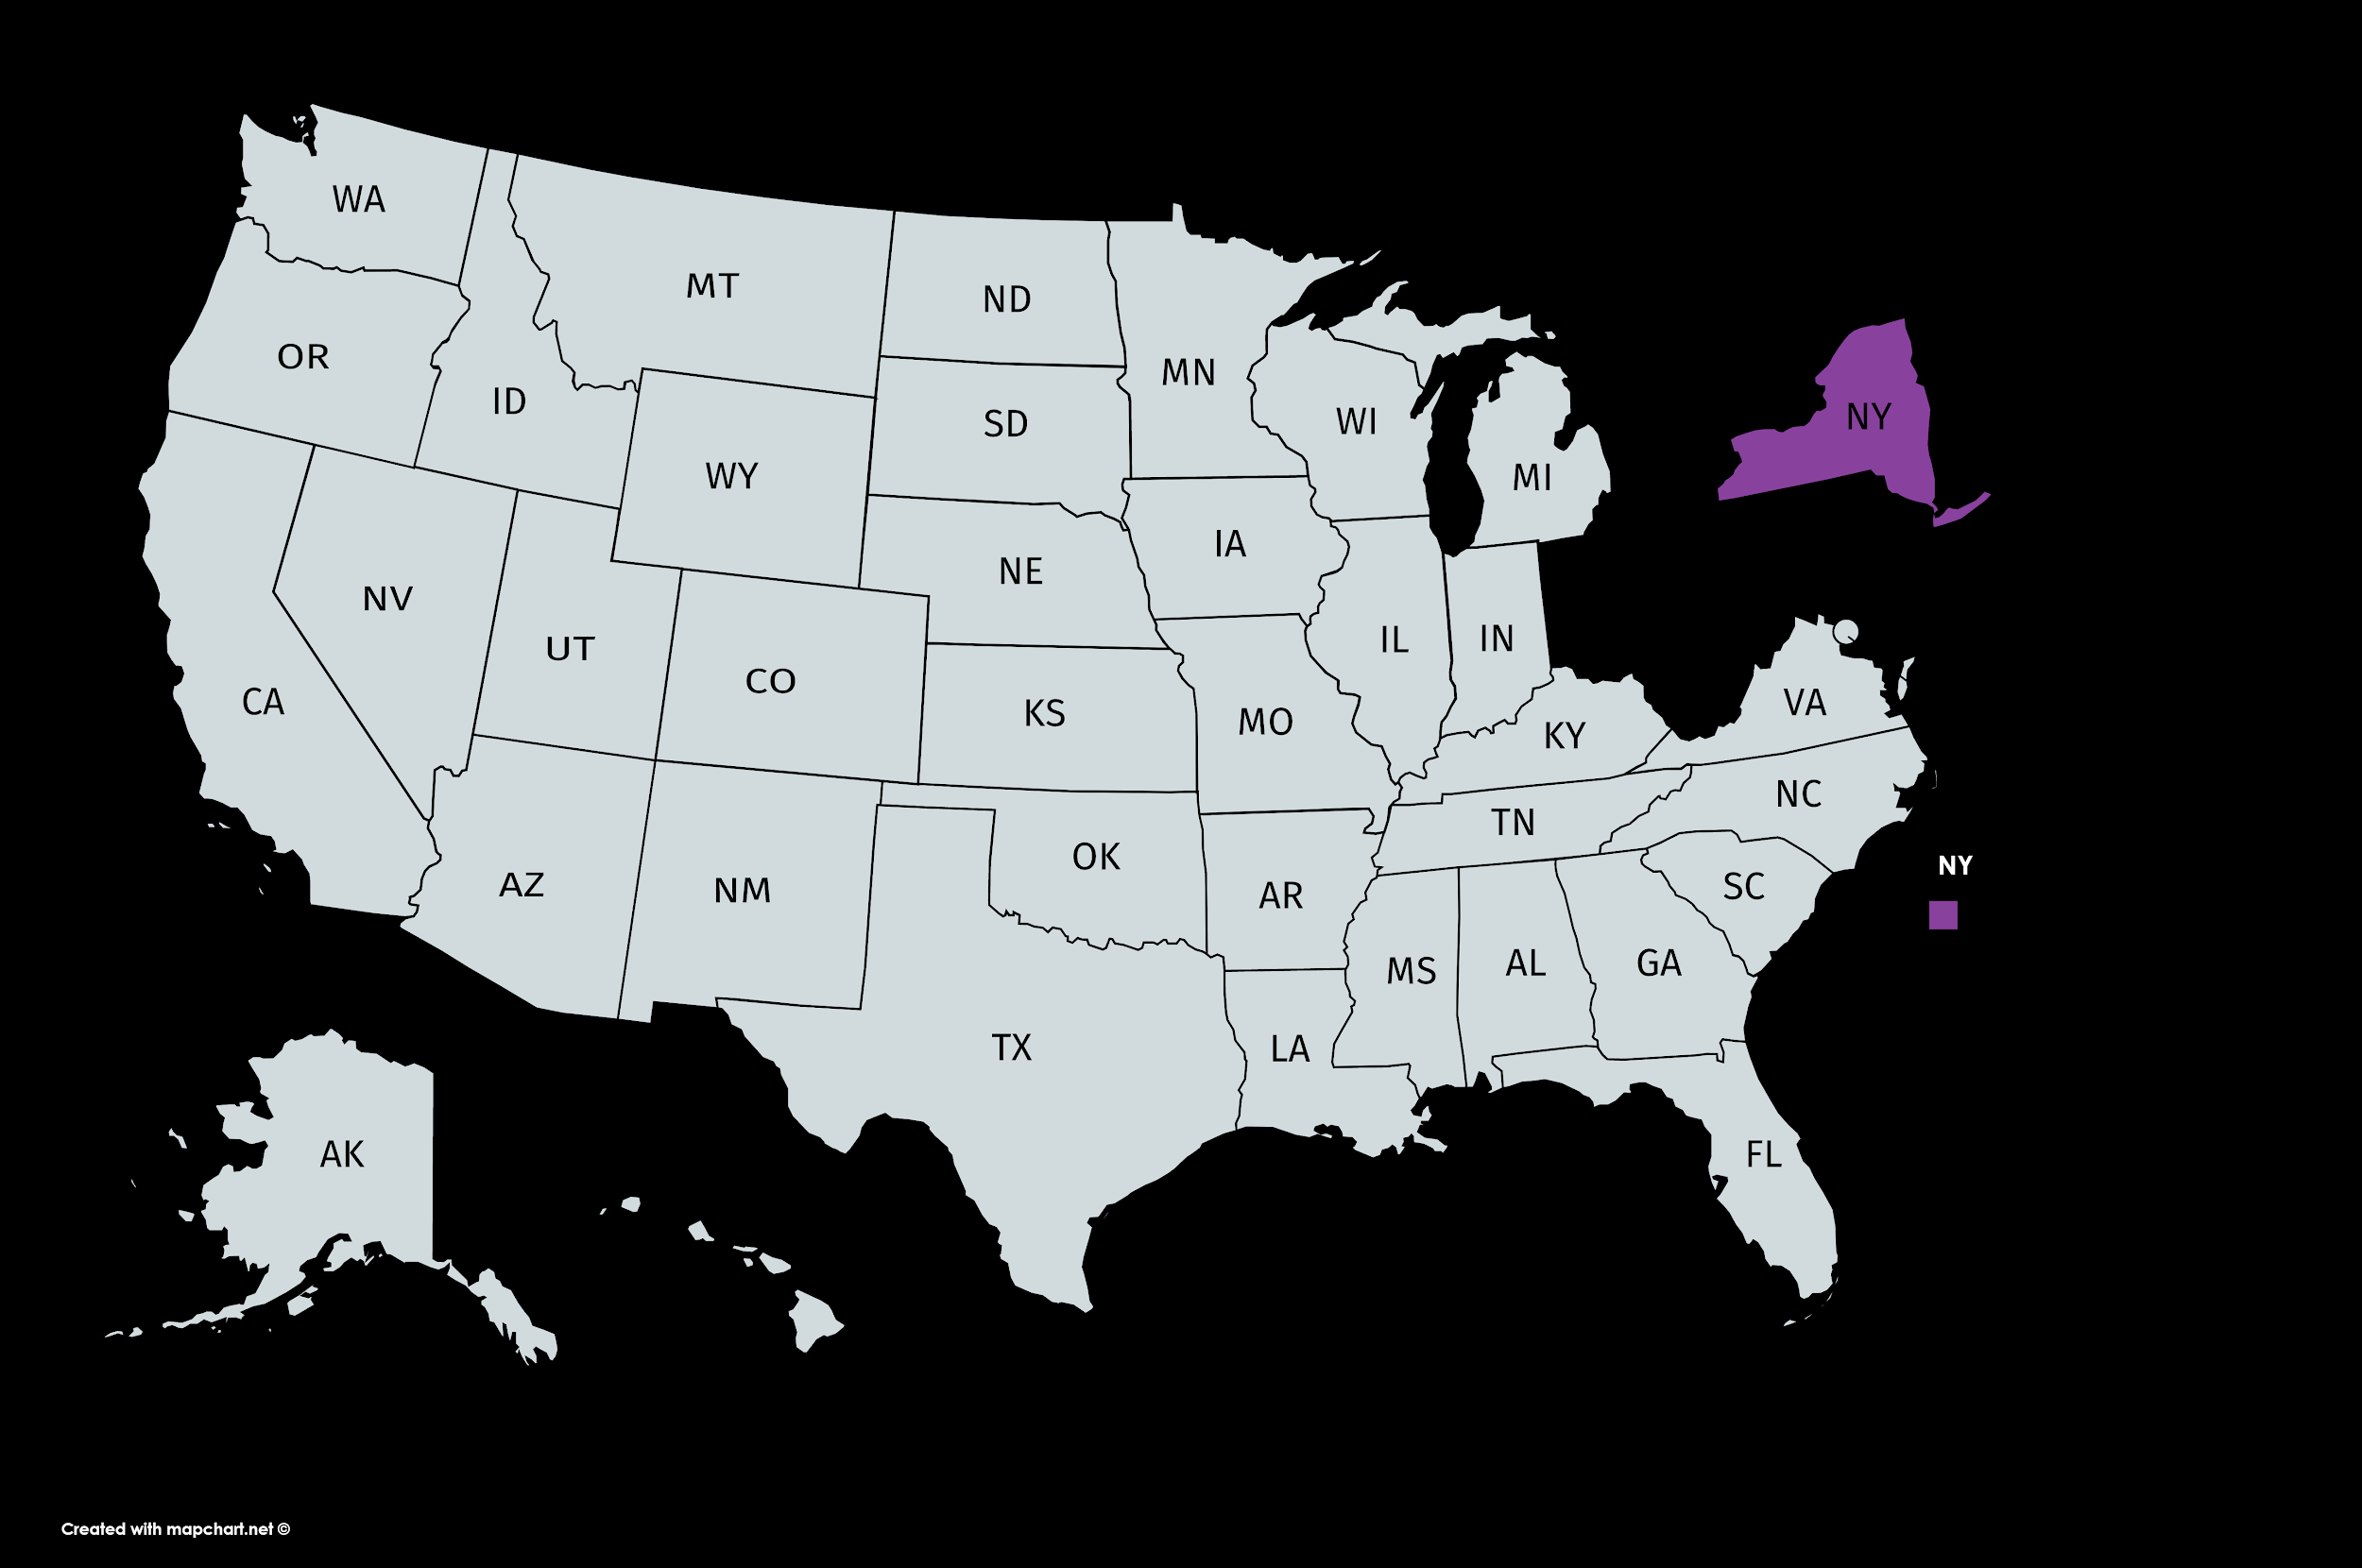 WA
MT
ND
OR
MN
ID
SD
WI
NY
WY
MI
IA
NE
NV
UT
IL
IN
CO
CA
KS
MO
KY
VA
NC
TN
OK
NY
AZ
NM
AR
SC
MS
AL
GA
TX
LA
AK
FL
Created with mapchart.net ©